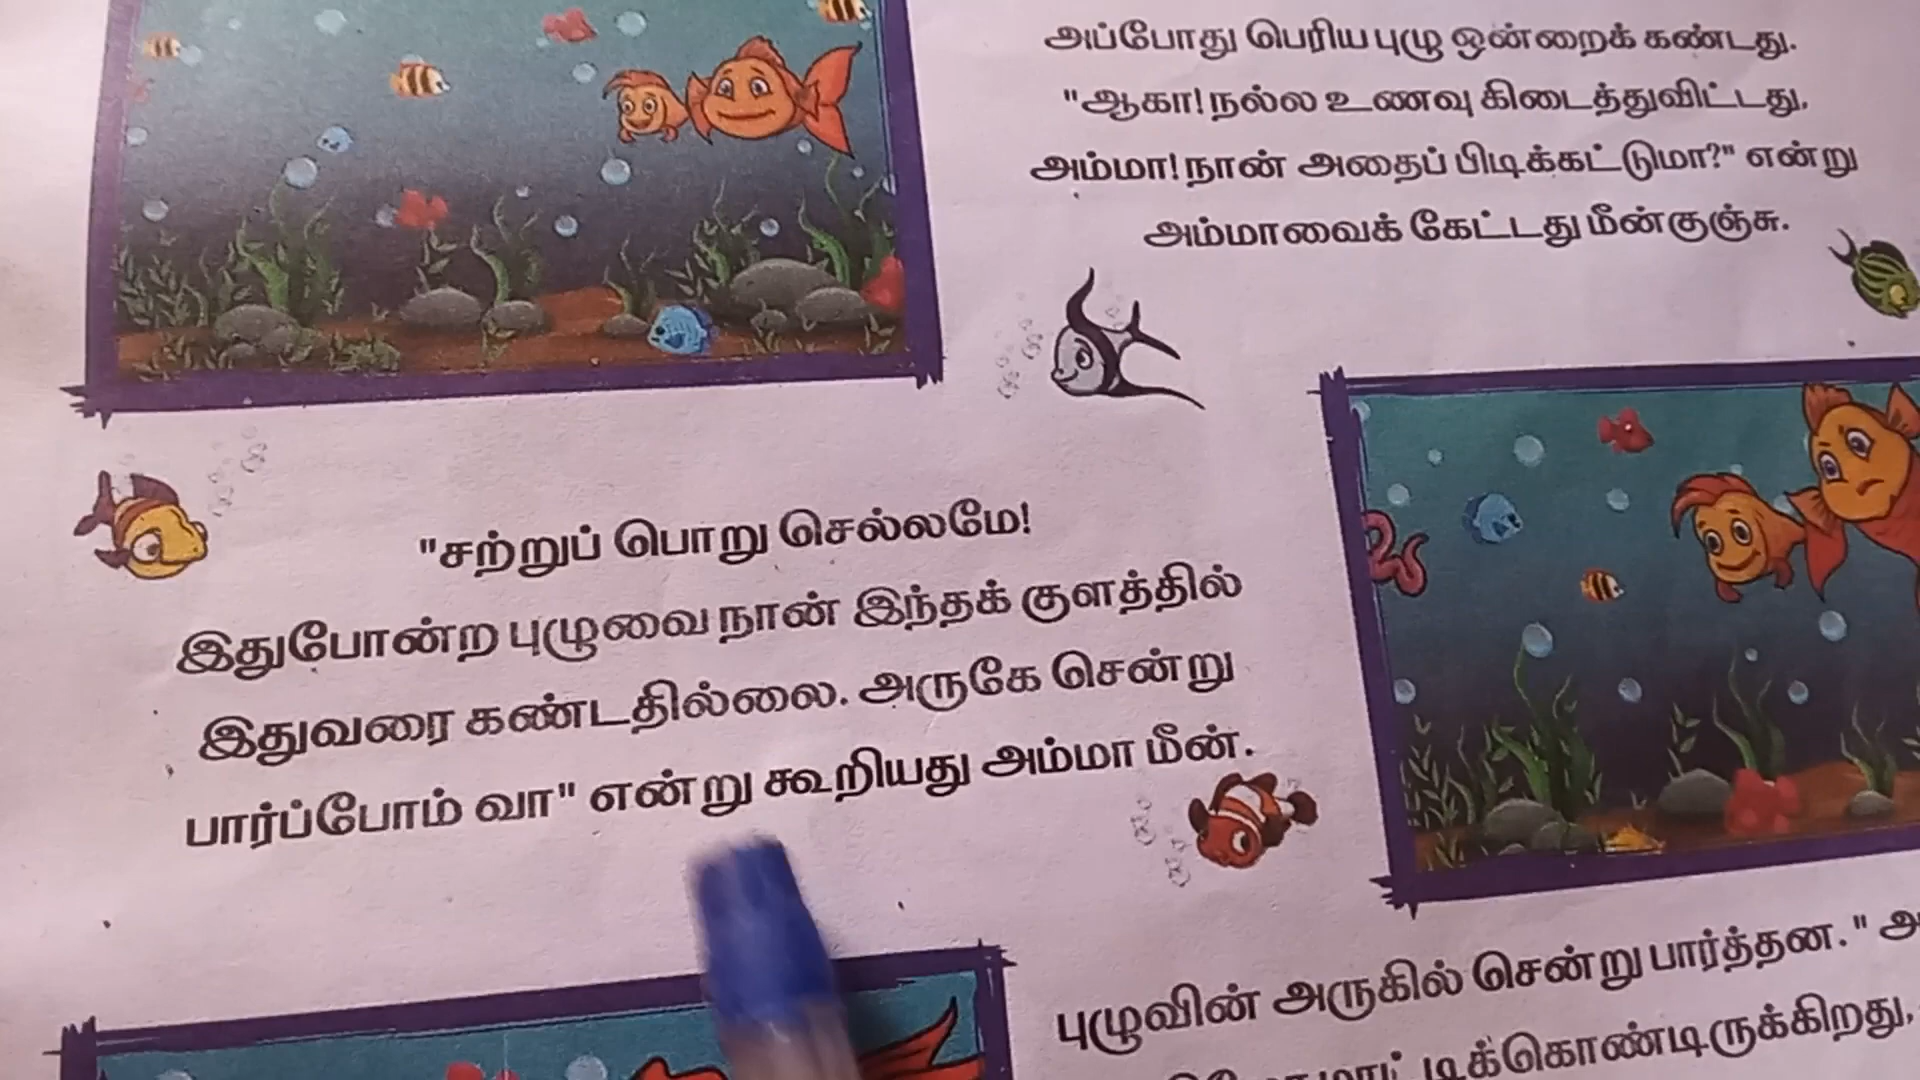 அப்போது பெரிய புழு ஒன்றைக் கண்டது.
"ஆகா! நல்ல உணவு கிடைத்துவிட்டது,
அம்மா! நான் அதைப் பிடிக்கட்டுமா?" என்று
அம்மாவைக் கேட்டது மீன்குஞ்சு.
"சற்றுப் பொறு செல்லமே!
இதுபோன்ற புழுவை நான் இந்தக் குளத்தில்
இதுவரை கண்டதில்லை. அருகே சென்று
பார்ப்போம் வா" என்று கூறியது அம்மா மீன்.
புழுவின் அருகில் சென்று பார்த்தன. "